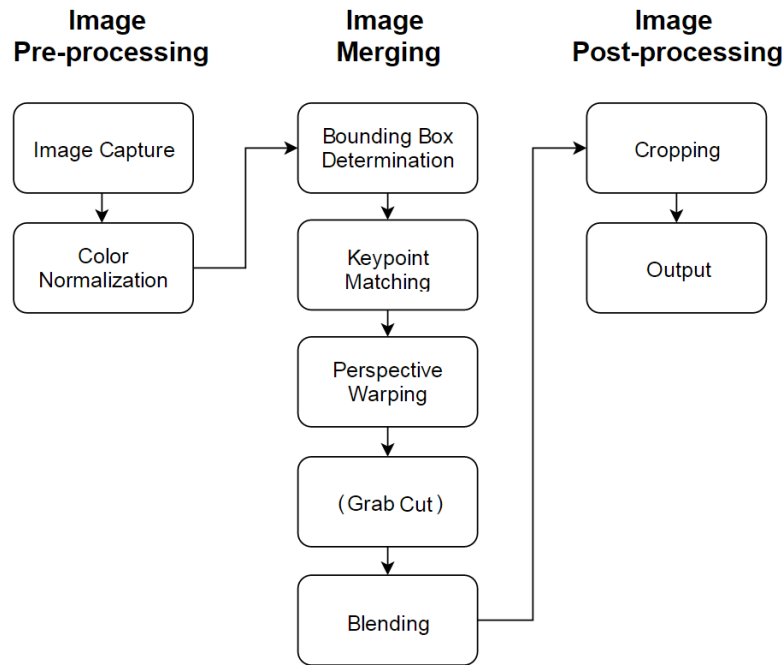 Image
Pre-processing
Image
Merging
Image
Post-processing
Image Capture
Color
Normalization
Bounding Box
Determination
Keypoint
Matching
Perspective
Warping
(Grab Cut)
Blending
Cropping
Output